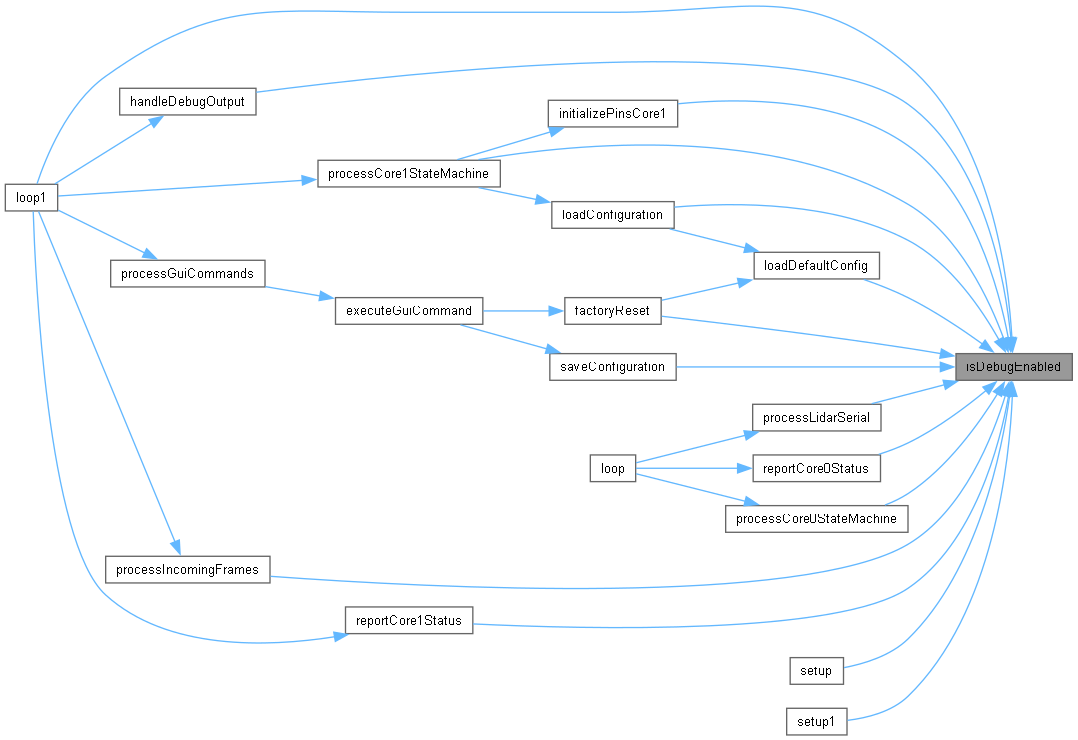 handleDebugOutput
initializePinsCore1
processCore1StateMachine
loop1
loadConfiguration
processGuiCommands
loadDefaultConfig
executeGuiCommand
factoryReset
saveConfiguration
isDebugEnabled
processLidarSerial
loop
reportCore0Status
processCore0StateMachine
processIncomingFrames
reportCore1Status
setup
setup1